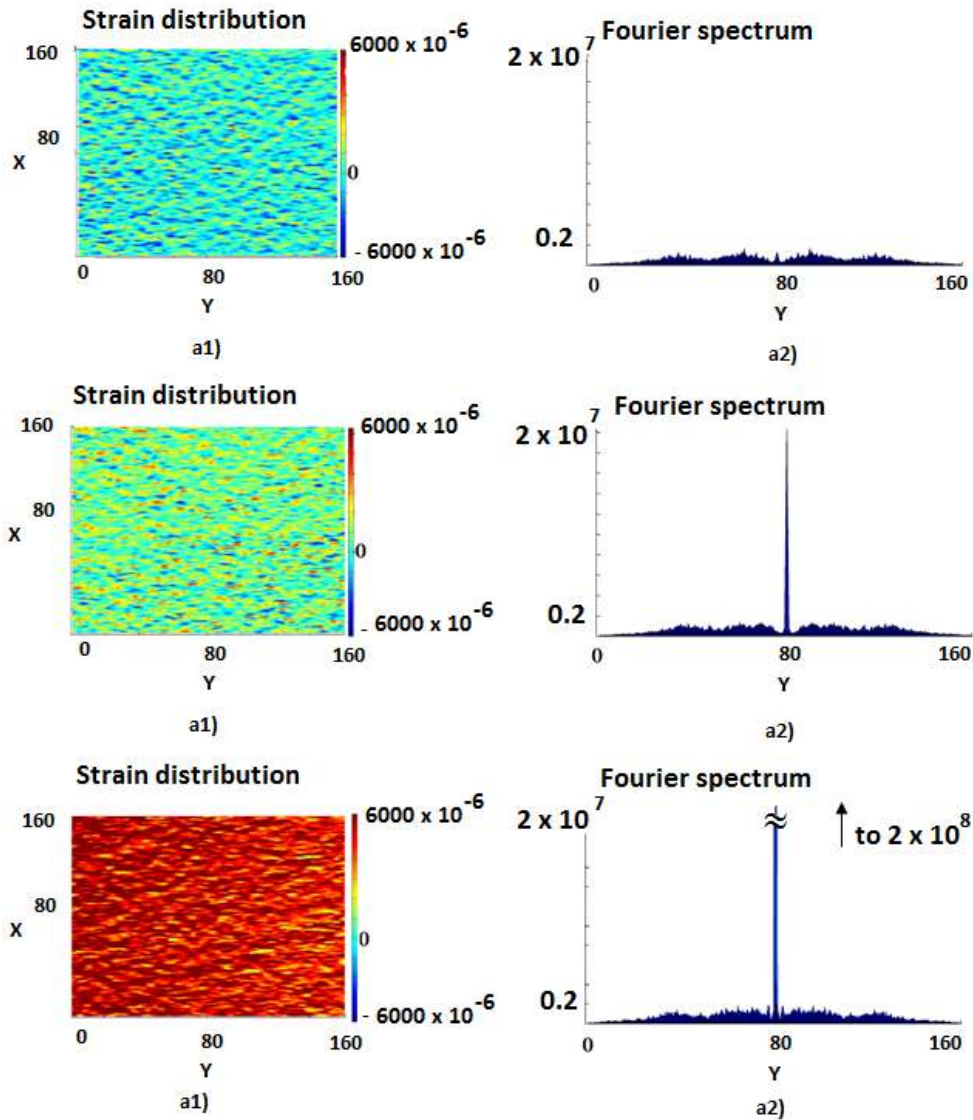 Strain distribution
160
6000 x 10^-6
80
X
0
- 6000 x 10^-6
0 80 160
Y
a1)
Fourier spectrum
2 x 10^7
0.2
0 80 160
Y
a2)
Strain distribution
160
6000 x 10^-6
80
X
0
- 6000 x 10^-6
0 80 160
Y
a1)
Fourier spectrum
2 x 10^7
0.2
0 80 160
Y
a2)
Strain distribution
160
6000 x 10^-6
80
X
0
- 6000 x 10^-6
0 80 160
Y
a1)
Fourier spectrum
2 x 10^7
≈
to 2 x 10^8
0.2
0 80 160
Y
a2)